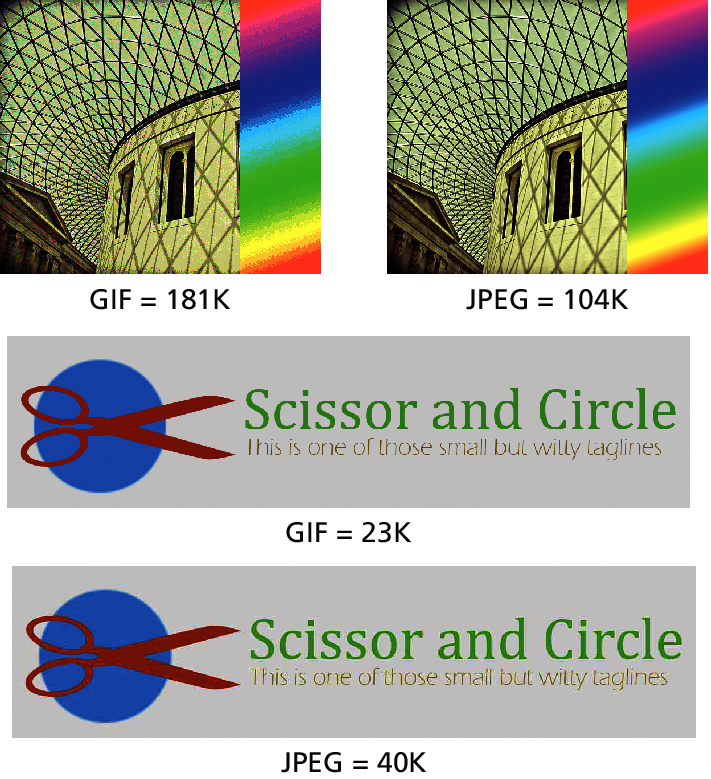 GIF = 181K
JPEG = 104K
Scissor and Circle
This is one of those small but witty taglines
GIF = 23K
Scissor and Circle
This is one of those small but witty taglines
JPEG = 40K